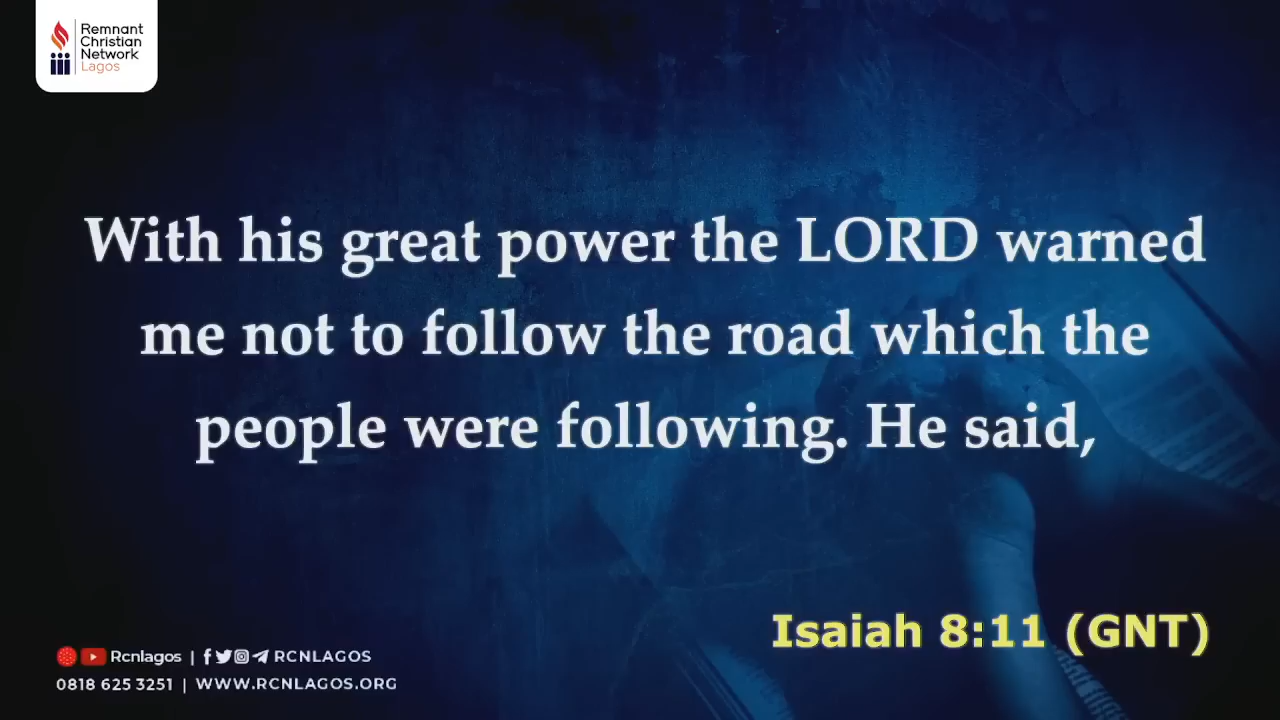 Remnant
Christian
Network
Lagos
With his great power the LORD warned
me not to follow the road which the
people were following. He said,
Isaiah 8:11 (GNT)
Rcnlagos | RCNLAGOS
0818 625 3251 | WWW.RCNLAGOS.ORG